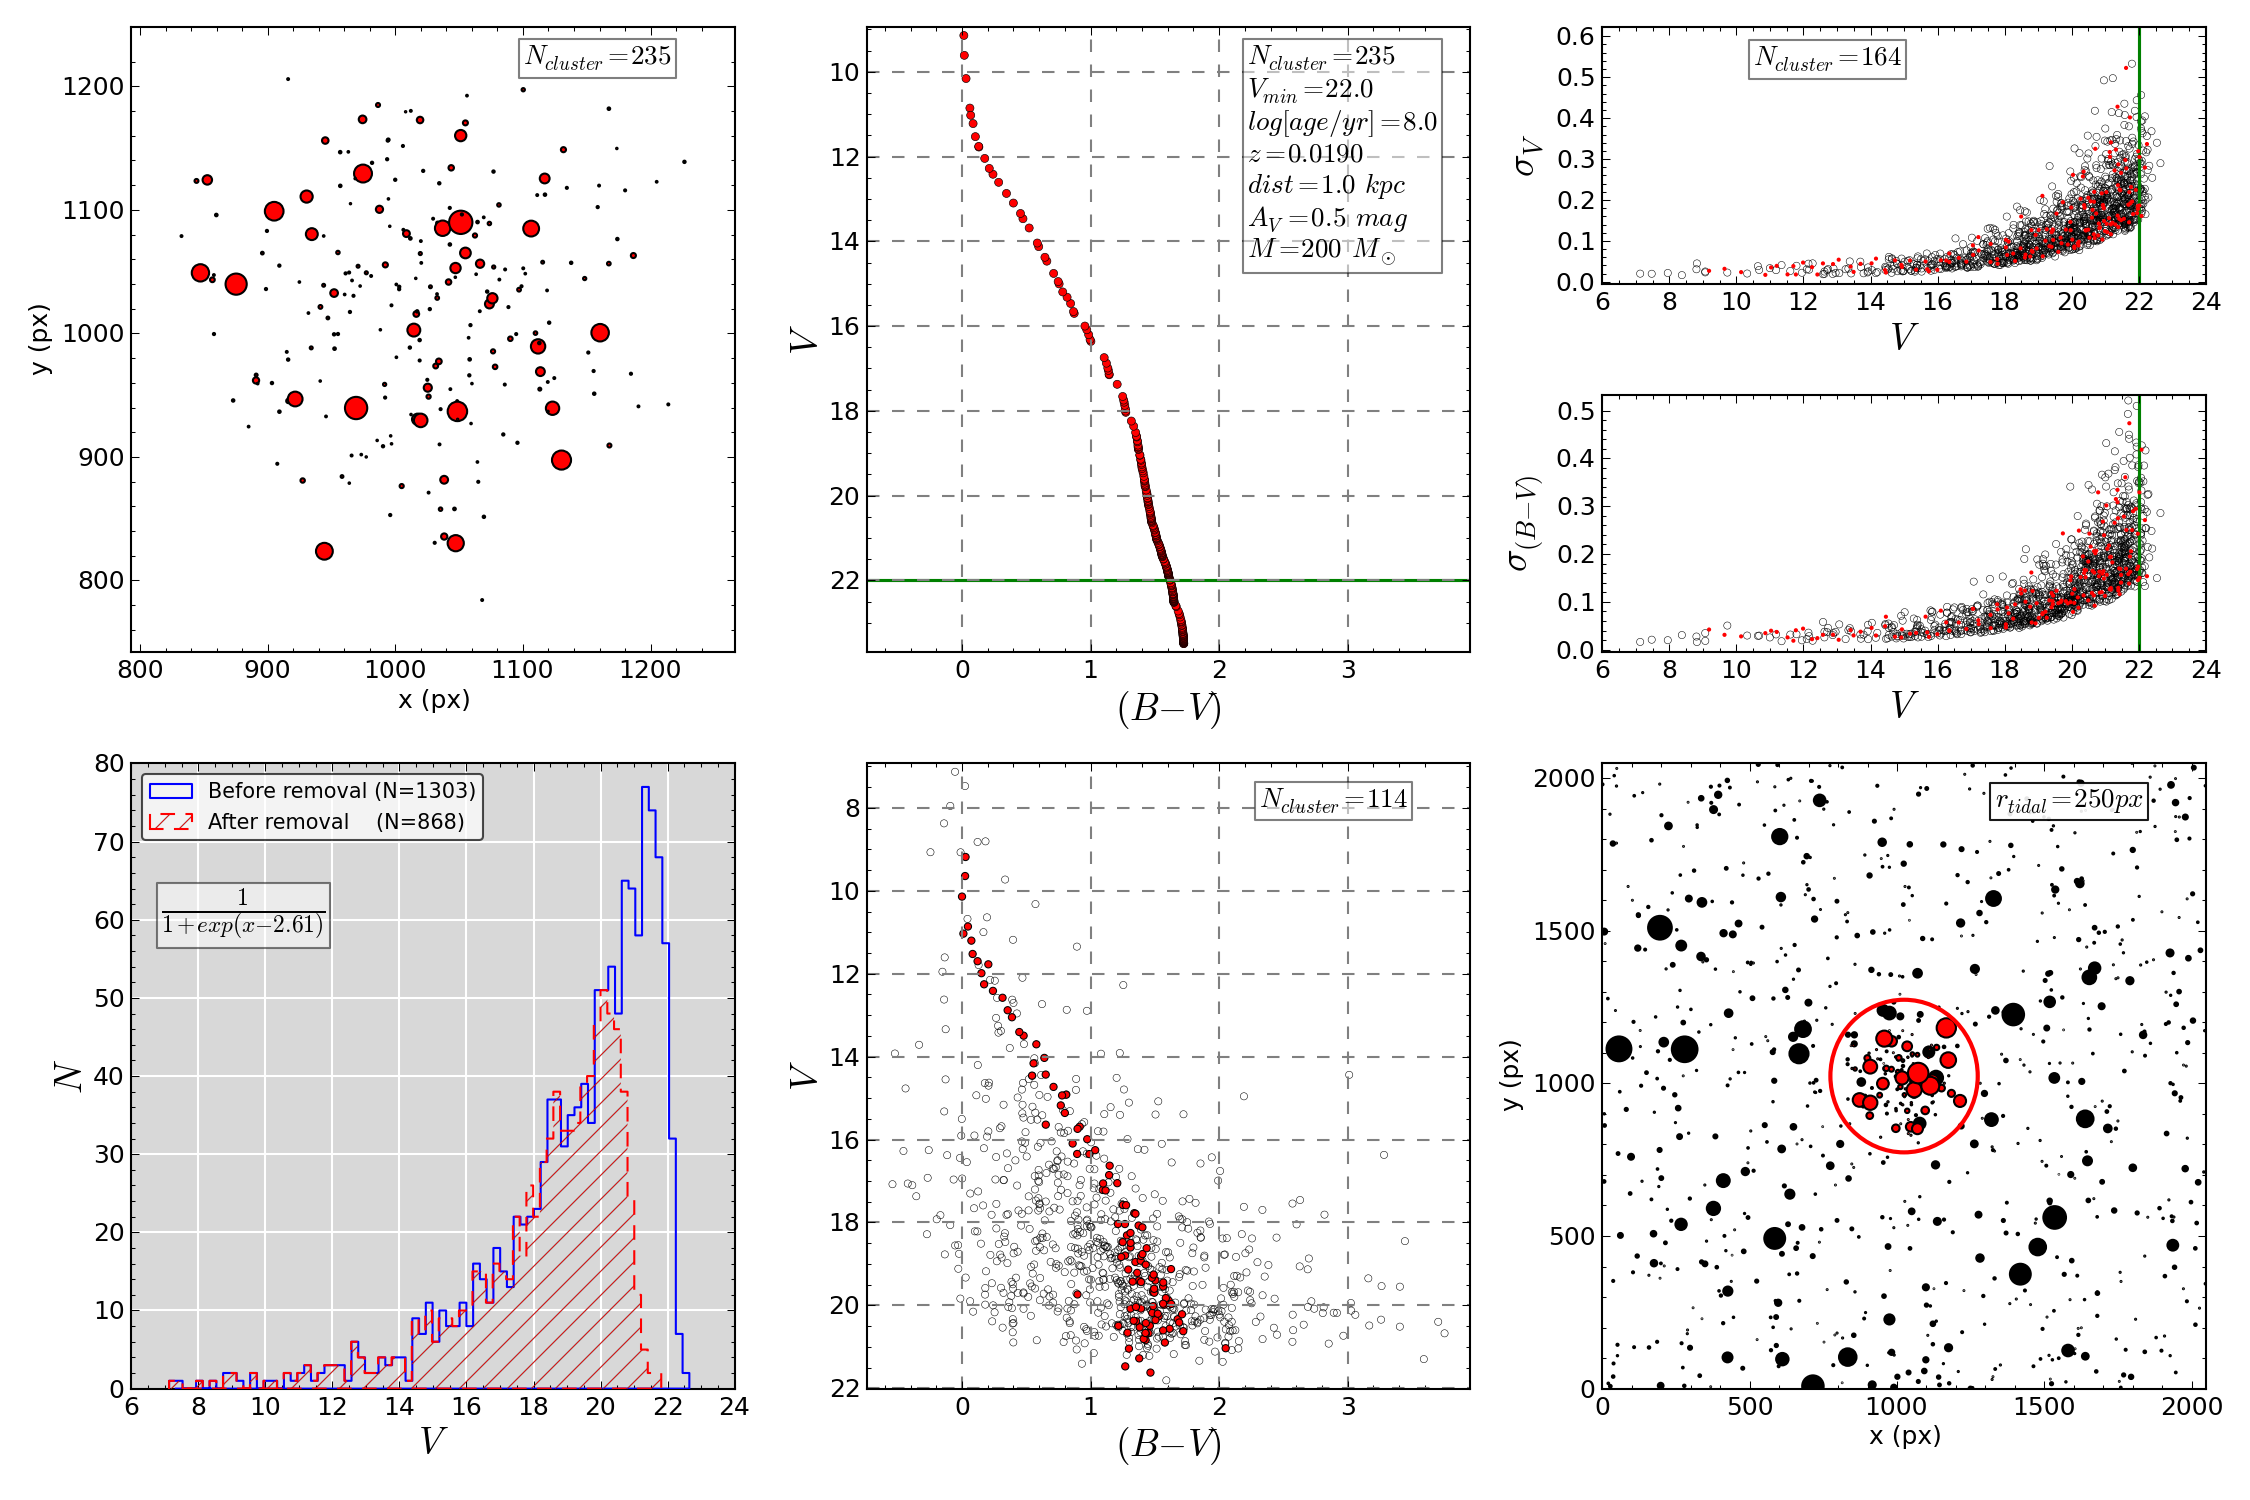 N_cluster=235
1200
1100
1000
900
800
y (px)
800 900 1000 1100 1200
x (px)
N_cluster=235
V_min=22.0
log[age/yr]=8.0
z=0.0190
dist=1.0 kpc
A_V=0.5 mag
M=200 M_⊙
10
12
14
16
18
20
22
V
0 1 2 3
(B−V)
N_cluster=164
0.6
0.5
0.4
0.3
0.2
0.1
0.0
σ_V
6 8 10 12 14 16 18 20 22 24
V
0.5
0.4
0.3
0.2
0.1
0.0
σ_(B−V)
6 8 10 12 14 16 18 20 22 24
V
80
70
60
50
40
30
20
10
0
N
Before removal (N=1303)
After removal (N=868)
1
1+exp(x−2.61)
6 8 10 12 14 16 18 20 22 24
V
N_cluster=114
8
10
12
14
16
18
20
22
V
0 1 2 3
(B−V)
r_tidal=250px
2000
1500
1000
500
0
y (px)
0 500 1000 1500 2000
x (px)